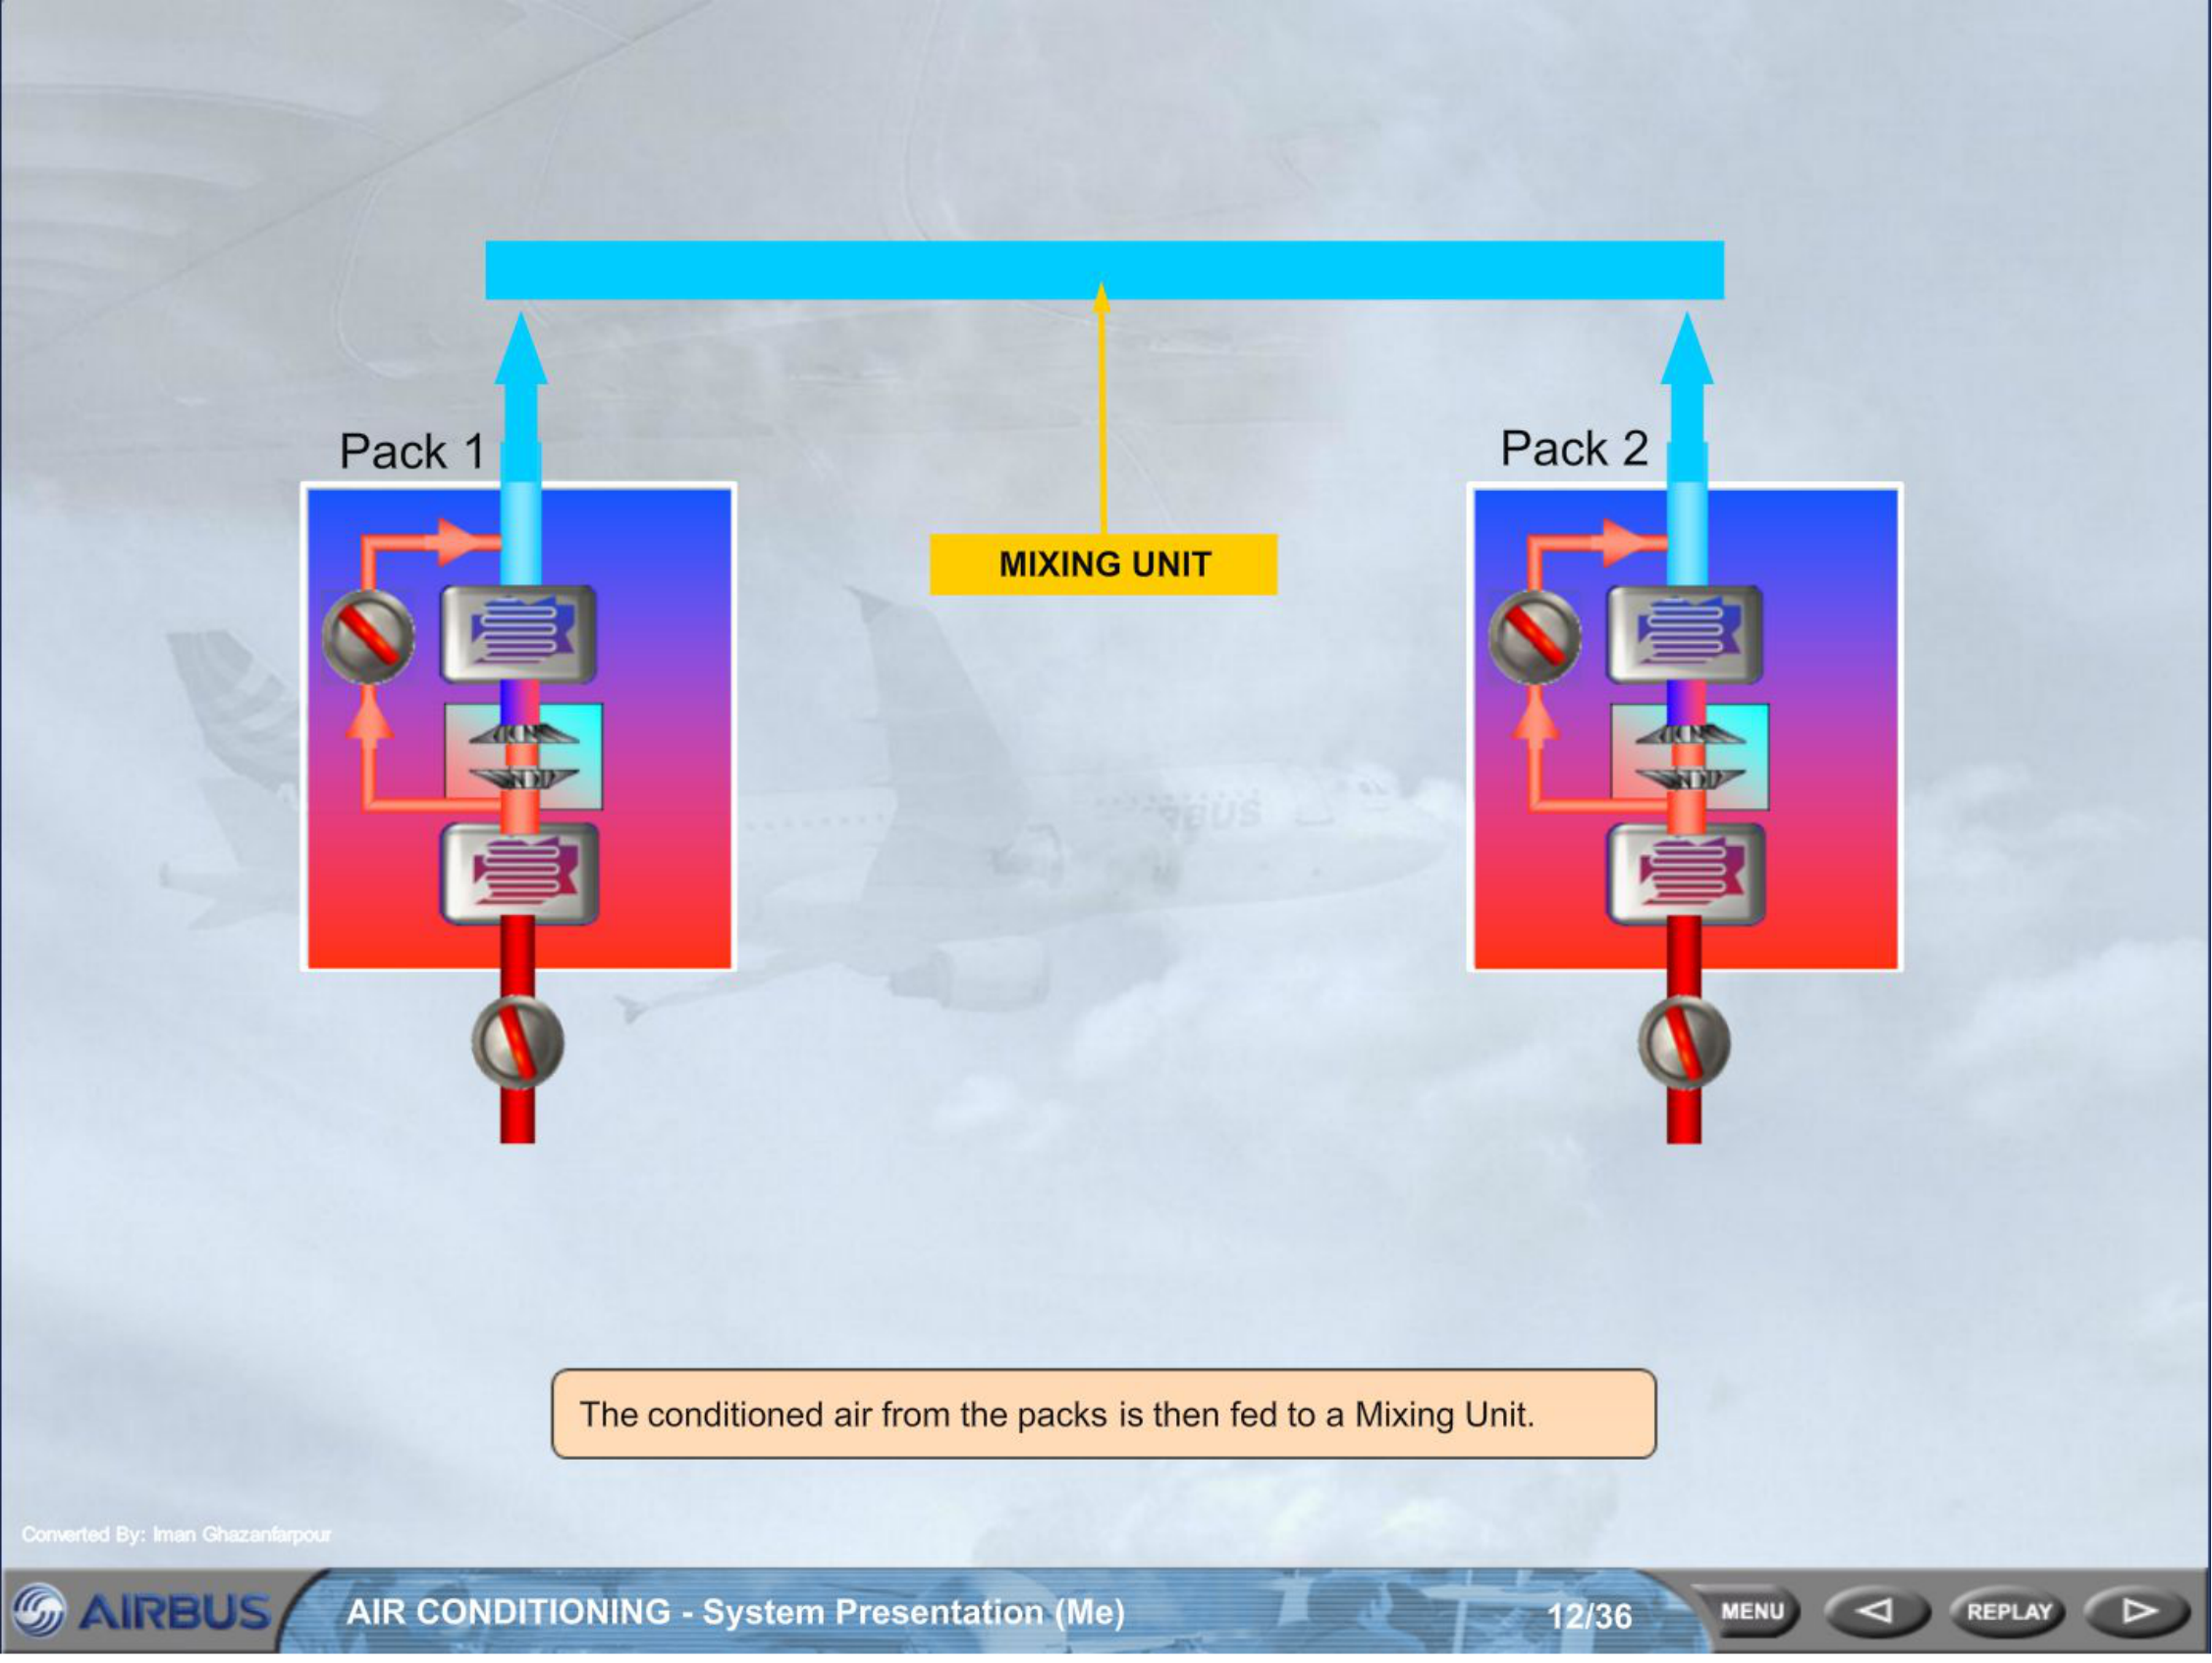 Pack 1
Pack 2
MIXING UNIT
The conditioned air from the packs is then fed to a Mixing Unit.
Converted By: Iman Ghazanfarpour
AIRBUS
AIR CONDITIONING - System Presentation (Me)
12/36
MENU
REPLAY